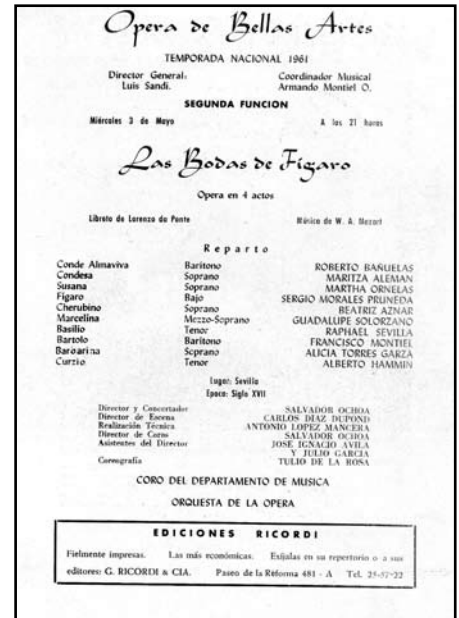 Opera de Bellas Artes
TEMPORADA NACIONAL 1961
Director General: Coordinador Musical
Luis Sandi. Armando Montiel O.
SEGUNDA FUNCION
Miércoles 3 de Mayo A las 21 horas
Las Bodas de Fígaro
Opera en 4 actos
Libreto de Lorenzo da Ponte Música de W. A. Mozart
Reparto
Conde Almaviva Barítono ROBERTO BAÑUELAS
Condesa Soprano MARITZA ALEMAN
Susana Soprano MARTHA ORNELAS
Fígaro Bajo SERGIO MORALES PRUNEDA
Cherubino Soprano BEATRIZ AZNAR
Marcelina Mezzo-Soprano GUADALUPE SOLORZANO
Basilio Tenor RAPHAEL SEVILLA
Bartolo Barítono FRANCISCO MONTIEL
Barbarina Soprano ALICIA TORRES GARZA
Curzio Tenor ALBERTO HAMMIN
Lugar: Sevilla
Epoca: Siglo XVII
Director y Concertador SALVADOR OCHOA
Director de Escena CARLOS DIAZ DUPOND
Realización Técnica ANTONIO LOPEZ MANCERA
Director de Coros SALVADOR OCHOA
Asistentes del Director JOSE IGNACIO AVILA
Y JULIO GARCIA
Coreografía TULIO DE LA ROSA
CORO DEL DEPARTAMENTO DE MUSICA
ORQUESTA DE LA OPERA
EDICIONES RICORDI
Fielmente impresas. Las más económicas. Exíjalas en su repertorio o a sus
editores: G. RICORDI & CIA. Paseo de la Reforma 481 - A Tel. 25-57-22